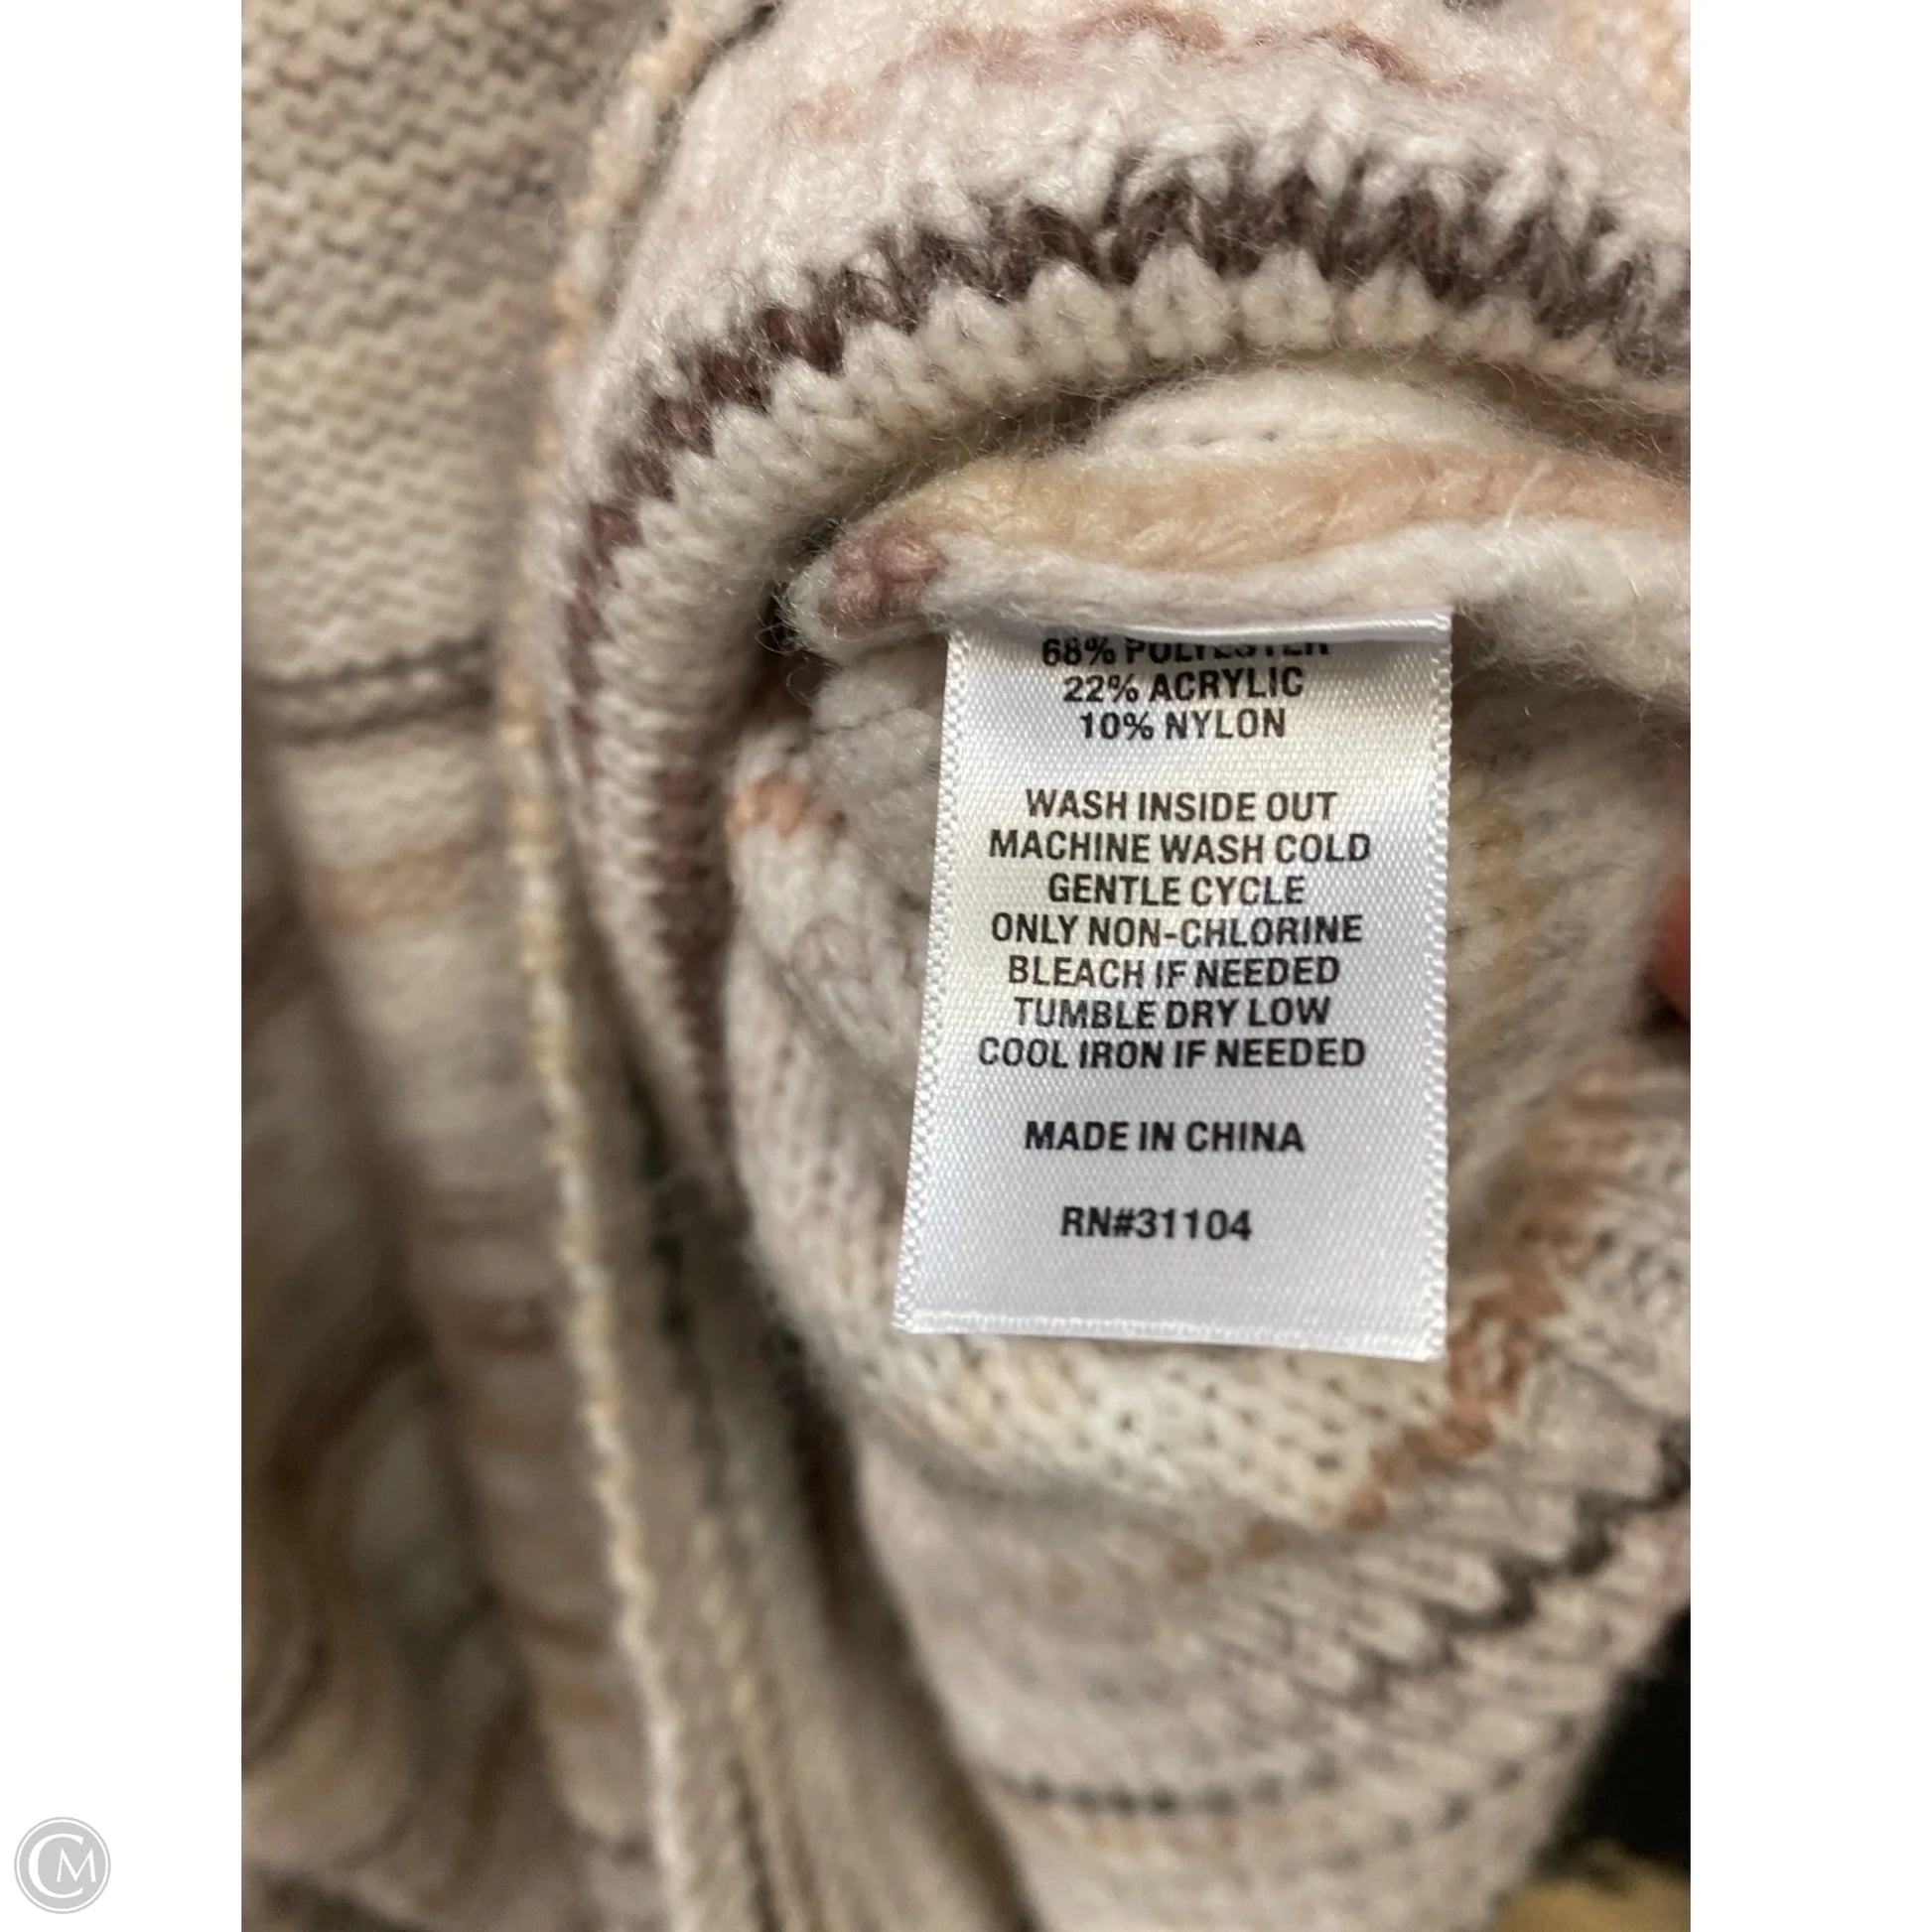 68% POLYESTER
22% ACRYLIC
10% NYLON
WASH INSIDE OUT
MACHINE WASH COLD
GENTLE CYCLE
ONLY NON-CHLORINE
BLEACH IF NEEDED
TUMBLE DRY LOW
COOL IRON IF NEEDED
MADE IN CHINA
RN#31104
CM